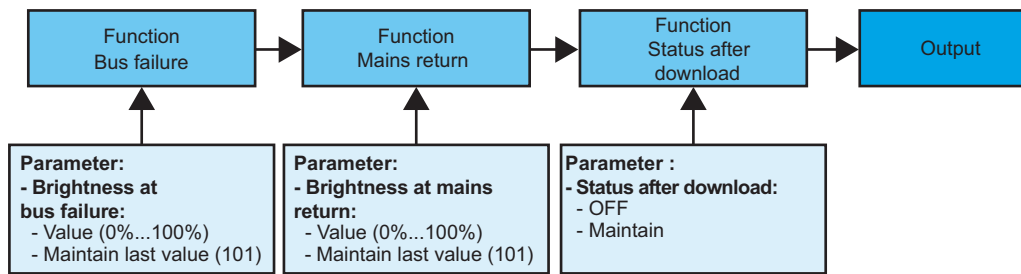 Function
Bus failure
Function
Mains return
Function
Status after
download
Output
Parameter:
- Brightness at
bus failure:
- Value (0%...100%)
- Maintain last value (101)
Parameter:
- Brightness at mains
return:
- Value (0%...100%)
- Maintain last value (101)
Parameter :
- Status after download:
- OFF
- Maintain